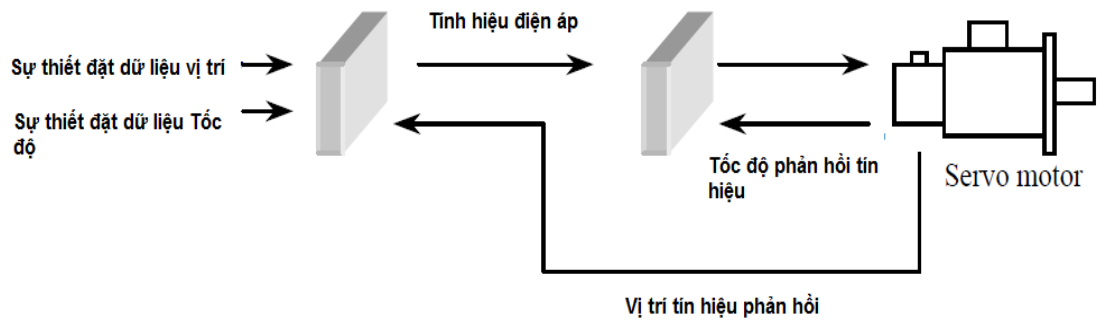 Tinh hiệu điện áp
Sự thiết đặt dữ liệu vị trí
Sự thiết đặt dữ liệu Tốc
độ
Tốc độ phản hồi tín
hiệu
Servo motor
Vị trí tín hiệu phản hồi